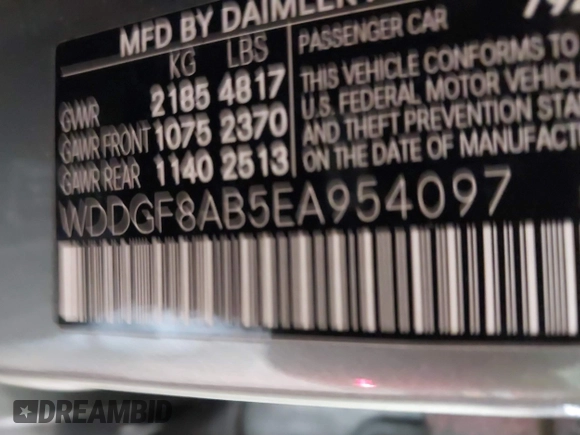 MFD BY DAIMLER
KG LBS
GVWR 2185 4817
GAWR FRONT 1075 2370
GAWR REAR 1140 2513
PASSENGER CAR
THIS VEHICLE CONFORMS TO
U.S. FEDERAL MOTOR VEHICLE
AND THEFT PREVENTION STA
ON THE DATE OF MANUFACT
WDDGF8AB5EA954097
DREAMBID